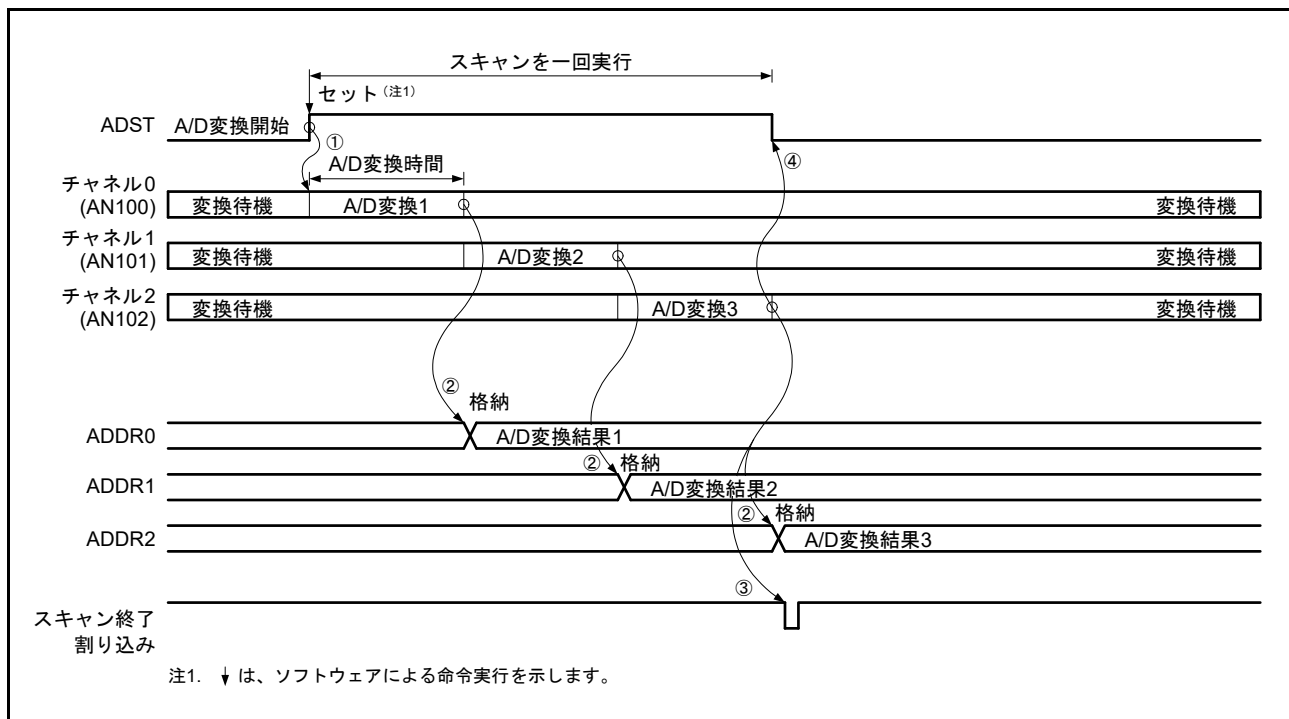 スキャンを一回実行
セット(注1)
ADST
A/D変換開始
①
④
A/D変換時間
チャネル0
(AN100)
変換待機
A/D変換1
変換待機
チャネル1
(AN101)
変換待機
A/D変換2
変換待機
チャネル2
(AN102)
変換待機
A/D変換3
変換待機
②
格納
ADDR0
A/D変換結果1
②
格納
ADDR1
A/D変換結果2
②
格納
ADDR2
A/D変換結果3
③
スキャン終了
割り込み
注1. ↓ は、ソフトウェアによる命令実行を示します。